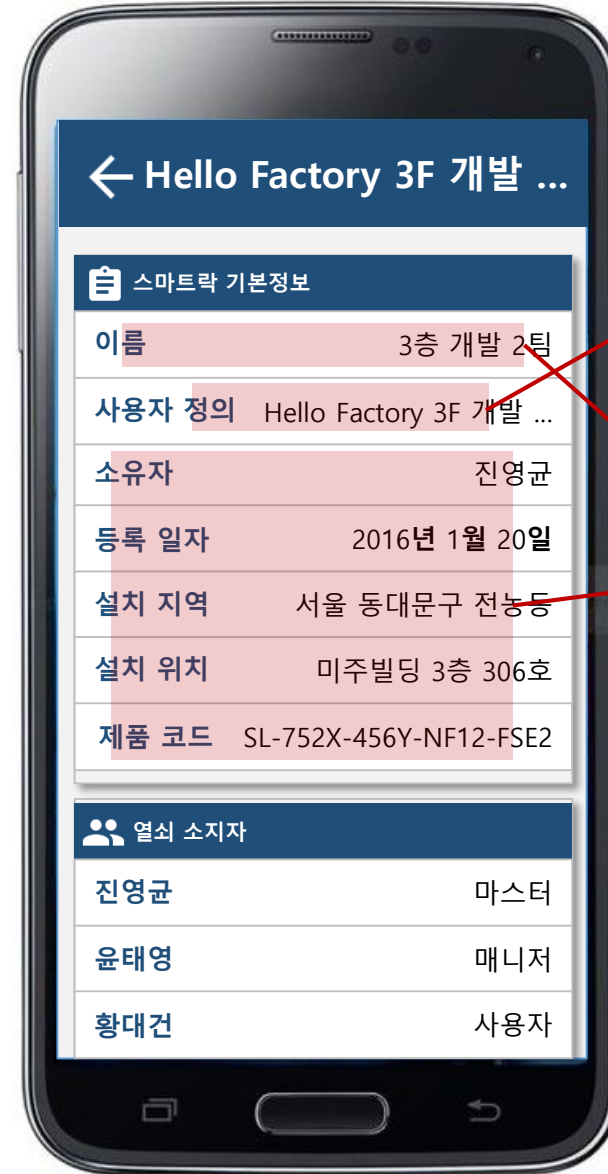 Hello Factory 3F 개발 ...
스마트락 기본정보
이름 3층 개발 2팀
사용자 정의 Hello Factory 3F 개발 ...
소유자 진영균
등록 일자 2016년 1월 20일
설치 지역 서울 동대문구 전농동
설치 위치 미주빌딩 3층 306호
제품 코드 SL-752X-456Y-NF12-FSE2
열쇠 소지자
진영균 마스터
윤태영 매니저
황대건 사용자